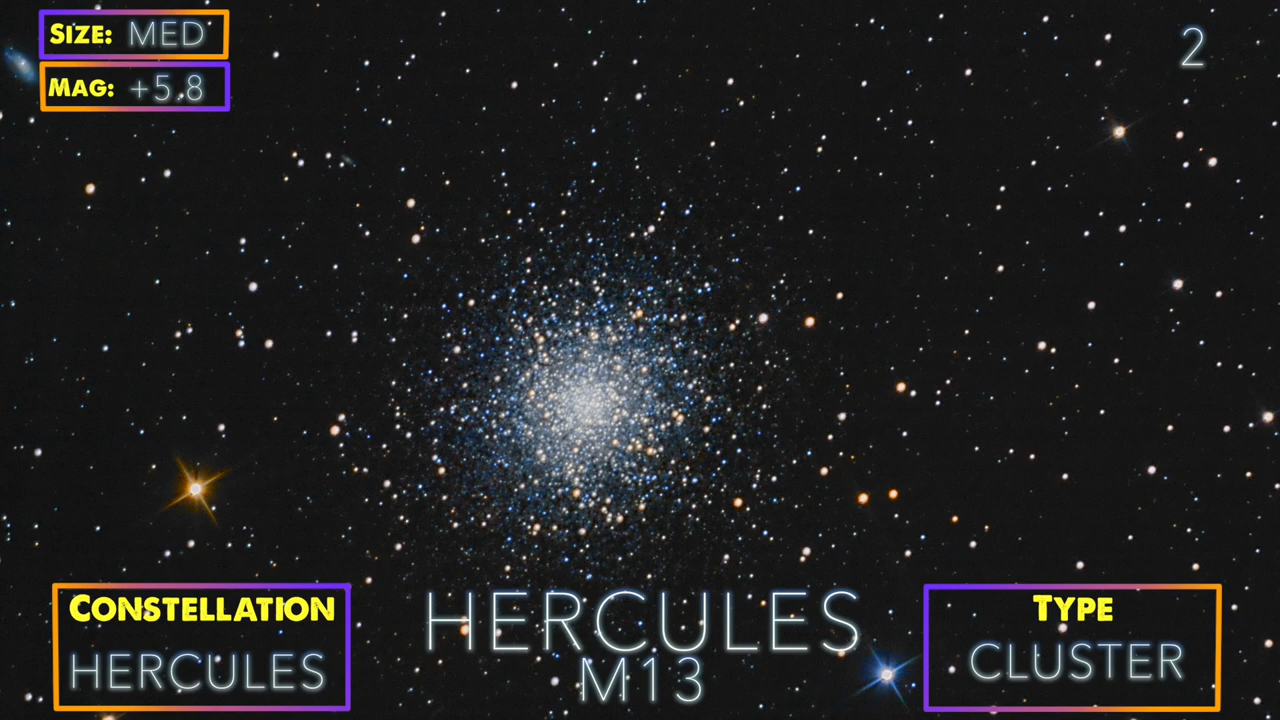 SIZE: MED
MAG: +5.8
2
CONSTELLATION
HERCULES
HERCULES
M13
TYPE
CLUSTER